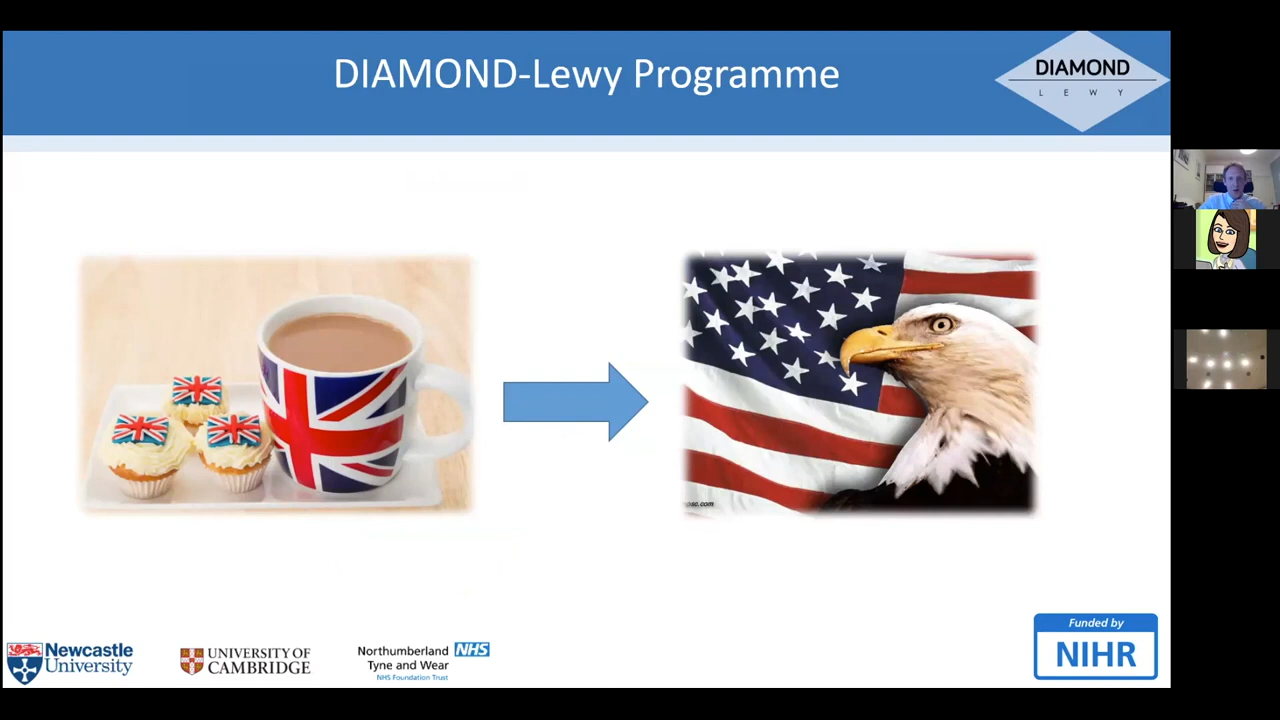 DIAMOND-Lewy Programme
DIAMOND
LEWY
Newcastle
University
UNIVERSITY OF
CAMBRIDGE
Northumberland
Tyne and Wear
NHS
NHS Foundation Trust
Funded by
NIHR